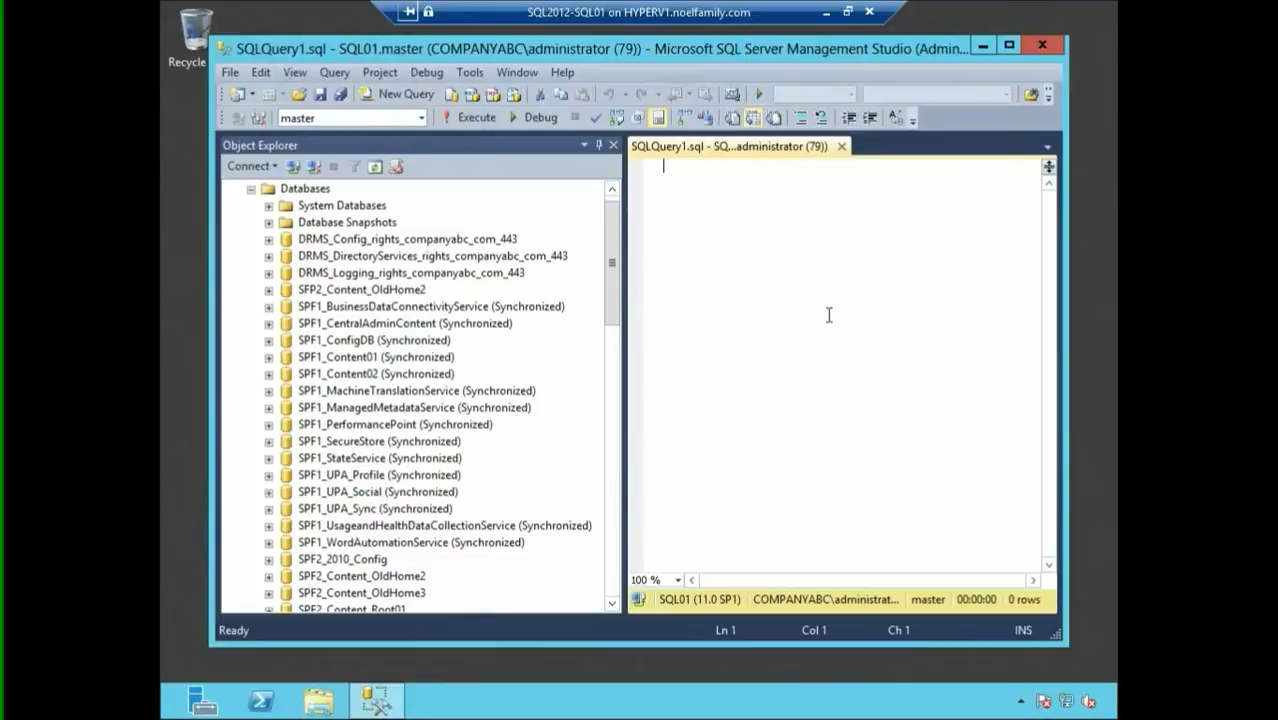 SQL2012-SQL01 on HYPERV1.noelfamily.com
Recycle
SQLQuery1.sql - SQL01.master (COMPANYABC\administrator (79)) - Microsoft SQL Server Management Studio (Admin...
File Edit View Query Project Debug Tools Window Help
New Query
master Execute Debug
Object Explorer
SQLQuery1.sql - SQ...administrator (79))
Connect
Databases
System Databases
Database Snapshots
DRMS_Config_rights_companyabc_com_443
DRMS_DirectoryServices_rights_companyabc_com_443
DRMS_Logging_rights_companyabc_com_443
SFP2_Content_OldHome2
SPF1_BusinessDataConnectivityService (Synchronized)
SPF1_CentralAdminContent (Synchronized)
SPF1_ConfigDB (Synchronized)
SPF1_Content01 (Synchronized)
SPF1_Content02 (Synchronized)
SPF1_MachineTranslationService (Synchronized)
SPF1_ManagedMetadataService (Synchronized)
SPF1_PerformancePoint (Synchronized)
SPF1_SecureStore (Synchronized)
SPF1_StateService (Synchronized)
SPF1_UPA_Profile (Synchronized)
SPF1_UPA_Social (Synchronized)
SPF1_UPA_Sync (Synchronized)
SPF1_UsageandHealthDataCollectionService (Synchronized)
SPF1_WordAutomationService (Synchronized)
SPF2_2010_Config
SPF2_Content_OldHome2
SPF2_Content_OldHome3
SPF2_Content_Root01
100 %
SQL01 (11.0 SP1) COMPANYABC\administrat... master 00:00:00 0 rows
Ready Ln 1 Col 1 Ch 1 INS